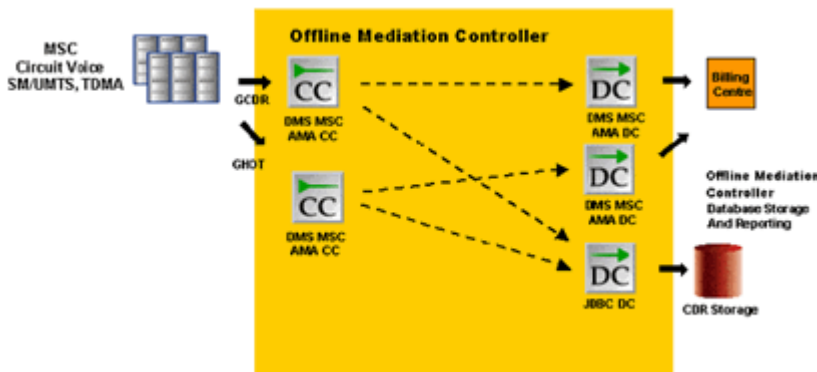 Offline Mediation Controller
MSC
Circuit Voice
SM/UMTS, TDMA
GCDR
GHOT
CC
DMS MSC
AMA CC
CC
DMS MSC
AMA CC
DC
DMS MSC
AMA DC
DC
DMS MSC
AMA DC
DC
JDBC DC
Billing
Centre
Offline Mediation
Controller
Database Storage
And Reporting
CDR Storage